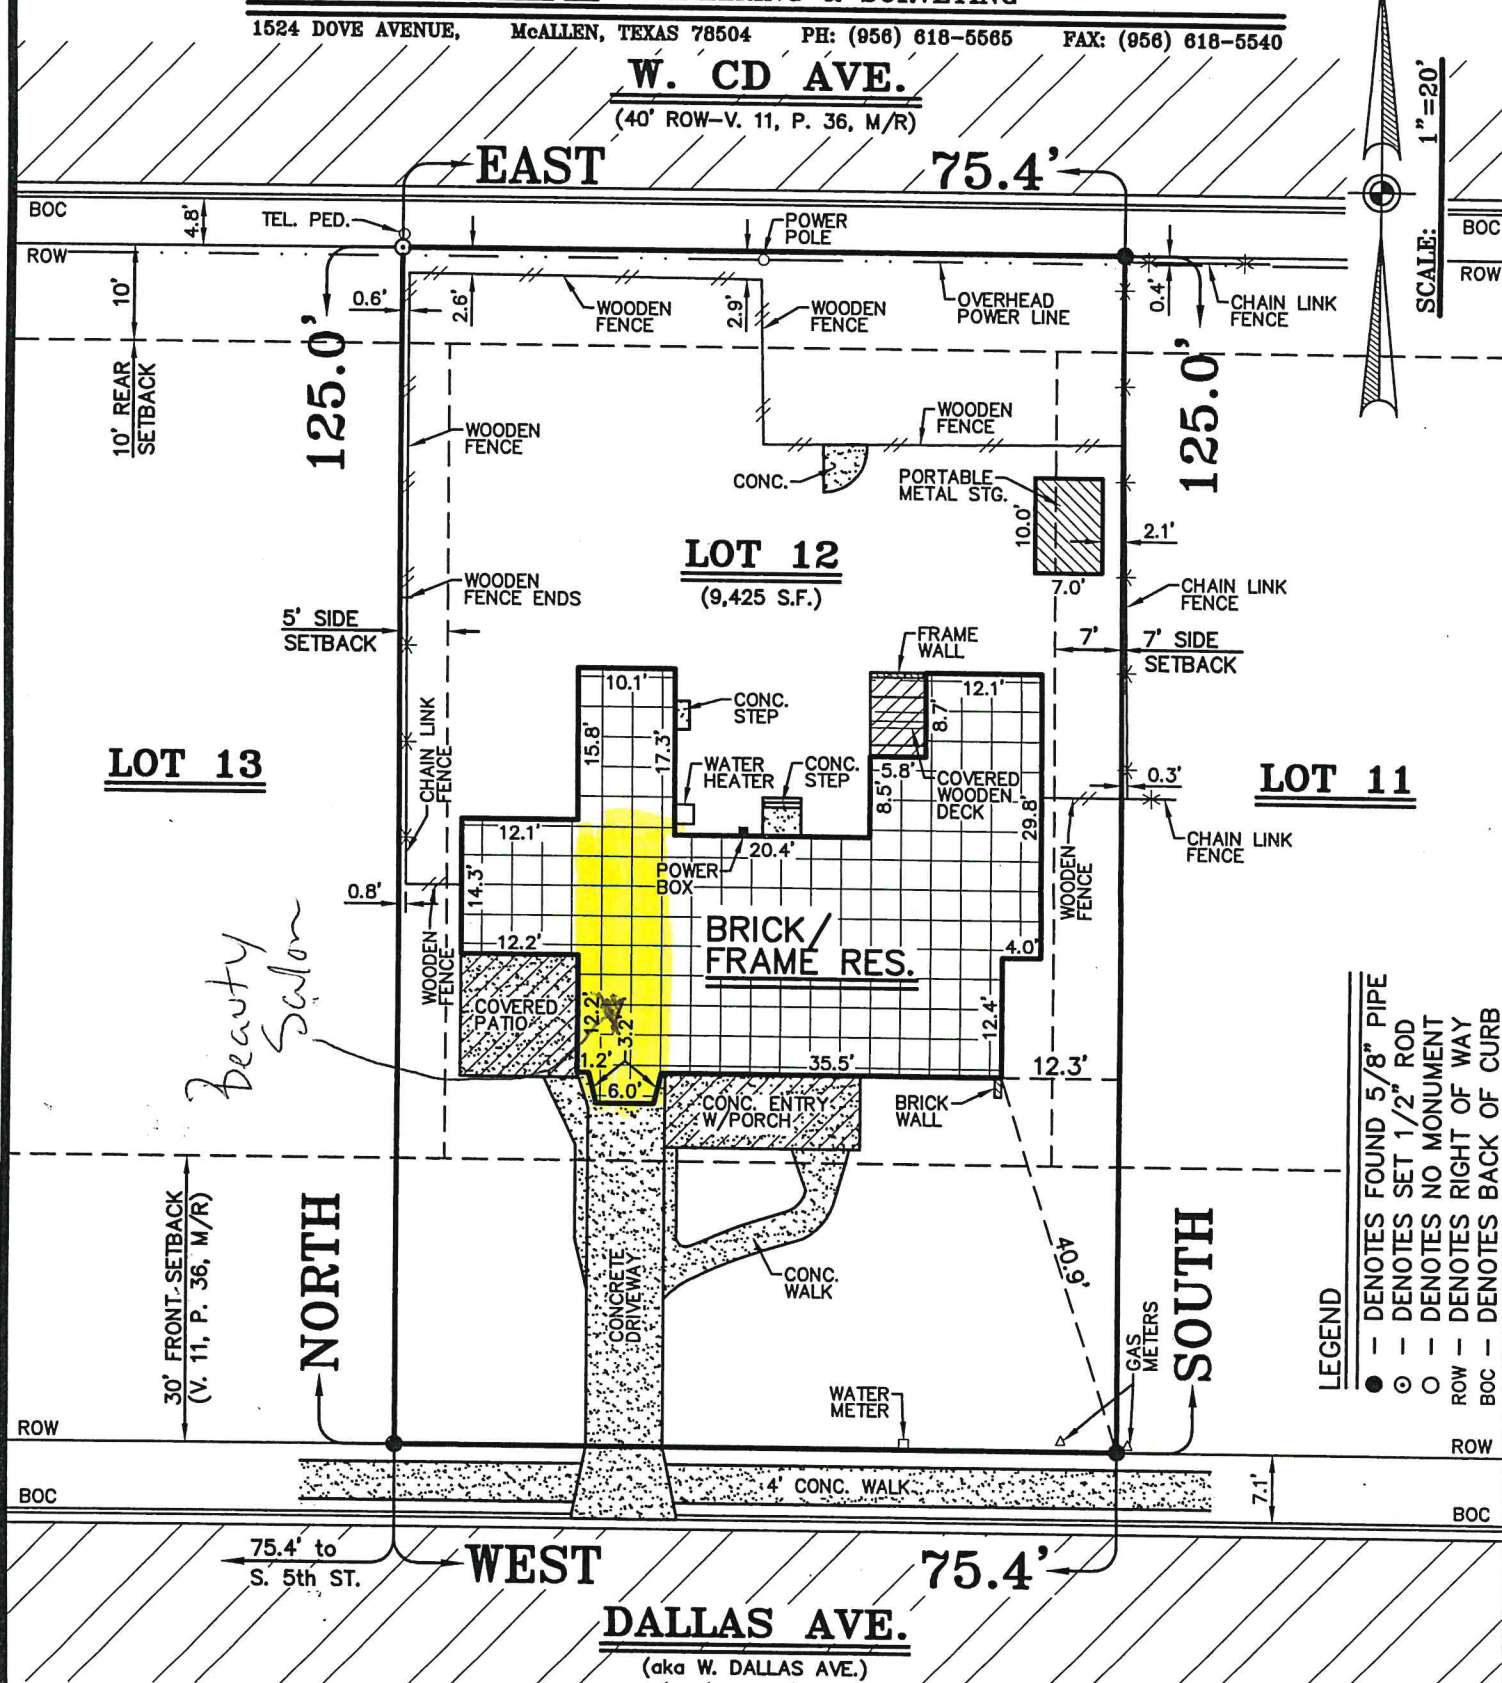 & SURVEYING
1524 DOVE AVENUE, McALLEN, TEXAS 78504 PH: (956) 618-5565 FAX: (956) 618-5540
W. CD AVE.
(40' ROW-V. 11, P. 36, M/R)
SCALE: 1"=20'
EAST
75.4'
BOC
4.8'
TEL. PED.
POWER
POLE
BOC
ROW
ROW
10'
0.6'
2.6'
WOODEN
FENCE
2.9'
WOODEN
FENCE
OVERHEAD
POWER LINE
0.4'
CHAIN LINK
FENCE
125.0'
125.0'
10' REAR
SETBACK
WOODEN
FENCE
WOODEN
FENCE
CONC.
PORTABLE
METAL STG.
10.0'
2.1'
7.0'
LOT 12
(9,425 S.F.)
WOODEN
FENCE ENDS
CHAIN LINK
FENCE
5' SIDE
SETBACK
FRAME
WALL
7'
7' SIDE
SETBACK
10.1'
CONC.
STEP
12.1'
8.7'
15.8'
17.3'
CHAIN LINK
FENCE
LOT 13
WATER
HEATER
CONC.
STEP
5.8'
8.5'
COVERED
WOODEN
DECK
29.8'
0.3'
LOT 11
12.1'
20.4'
CHAIN LINK
FENCE
POWER
BOX
14.3'
0.8'
WOODEN
FENCE
WOODEN
FENCE
BRICK/
FRAME RES.
12.2'
4.0'
Beauty
Sallon
COVERED
PATIO
12.2'
3.2'
12.4'
1.2'
35.5'
12.3'
6.0'
CONC. ENTRY
W/PORCH
BRICK
WALL
30' FRONT SETBACK
(V. 11, P. 36, M/R)
NORTH
CONCRETE
DRIVEWAY
CONC.
WALK
40.6'
SOUTH
GAS
METERS
WATER
METER
LEGEND
● - DENOTES FOUND 5/8" PIPE
⊙ - DENOTES SET 1/2" ROD
○ - DENOTES NO MONUMENT
ROW - DENOTES RIGHT OF WAY
BOC - DENOTES BACK OF CURB
ROW
ROW
4' CONC. WALK
7.1'
BOC
BOC
75.4' to
S. 5th ST.
WEST
75.4'
DALLAS AVE.
(aka W. DALLAS AVE.)